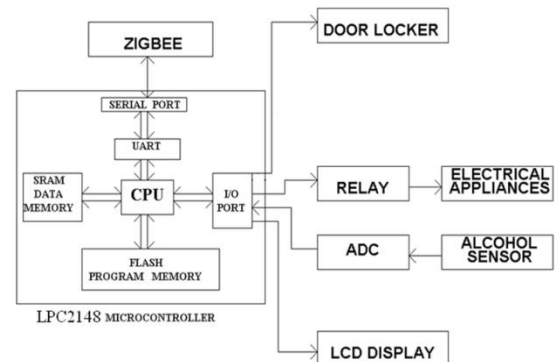 DOOR LOCKER
ZIGBEE
SERIAL PORT
UART
SRAM
DATA
MEMORY
CPU
I/O
PORT
RELAY
ELECTRICAL
APPLIANCES
ADC
ALCOHOL
SENSOR
FLASH
PROGRAM MEMORY
LPC2148 MICROCONTROLLER
LCD DISPLAY